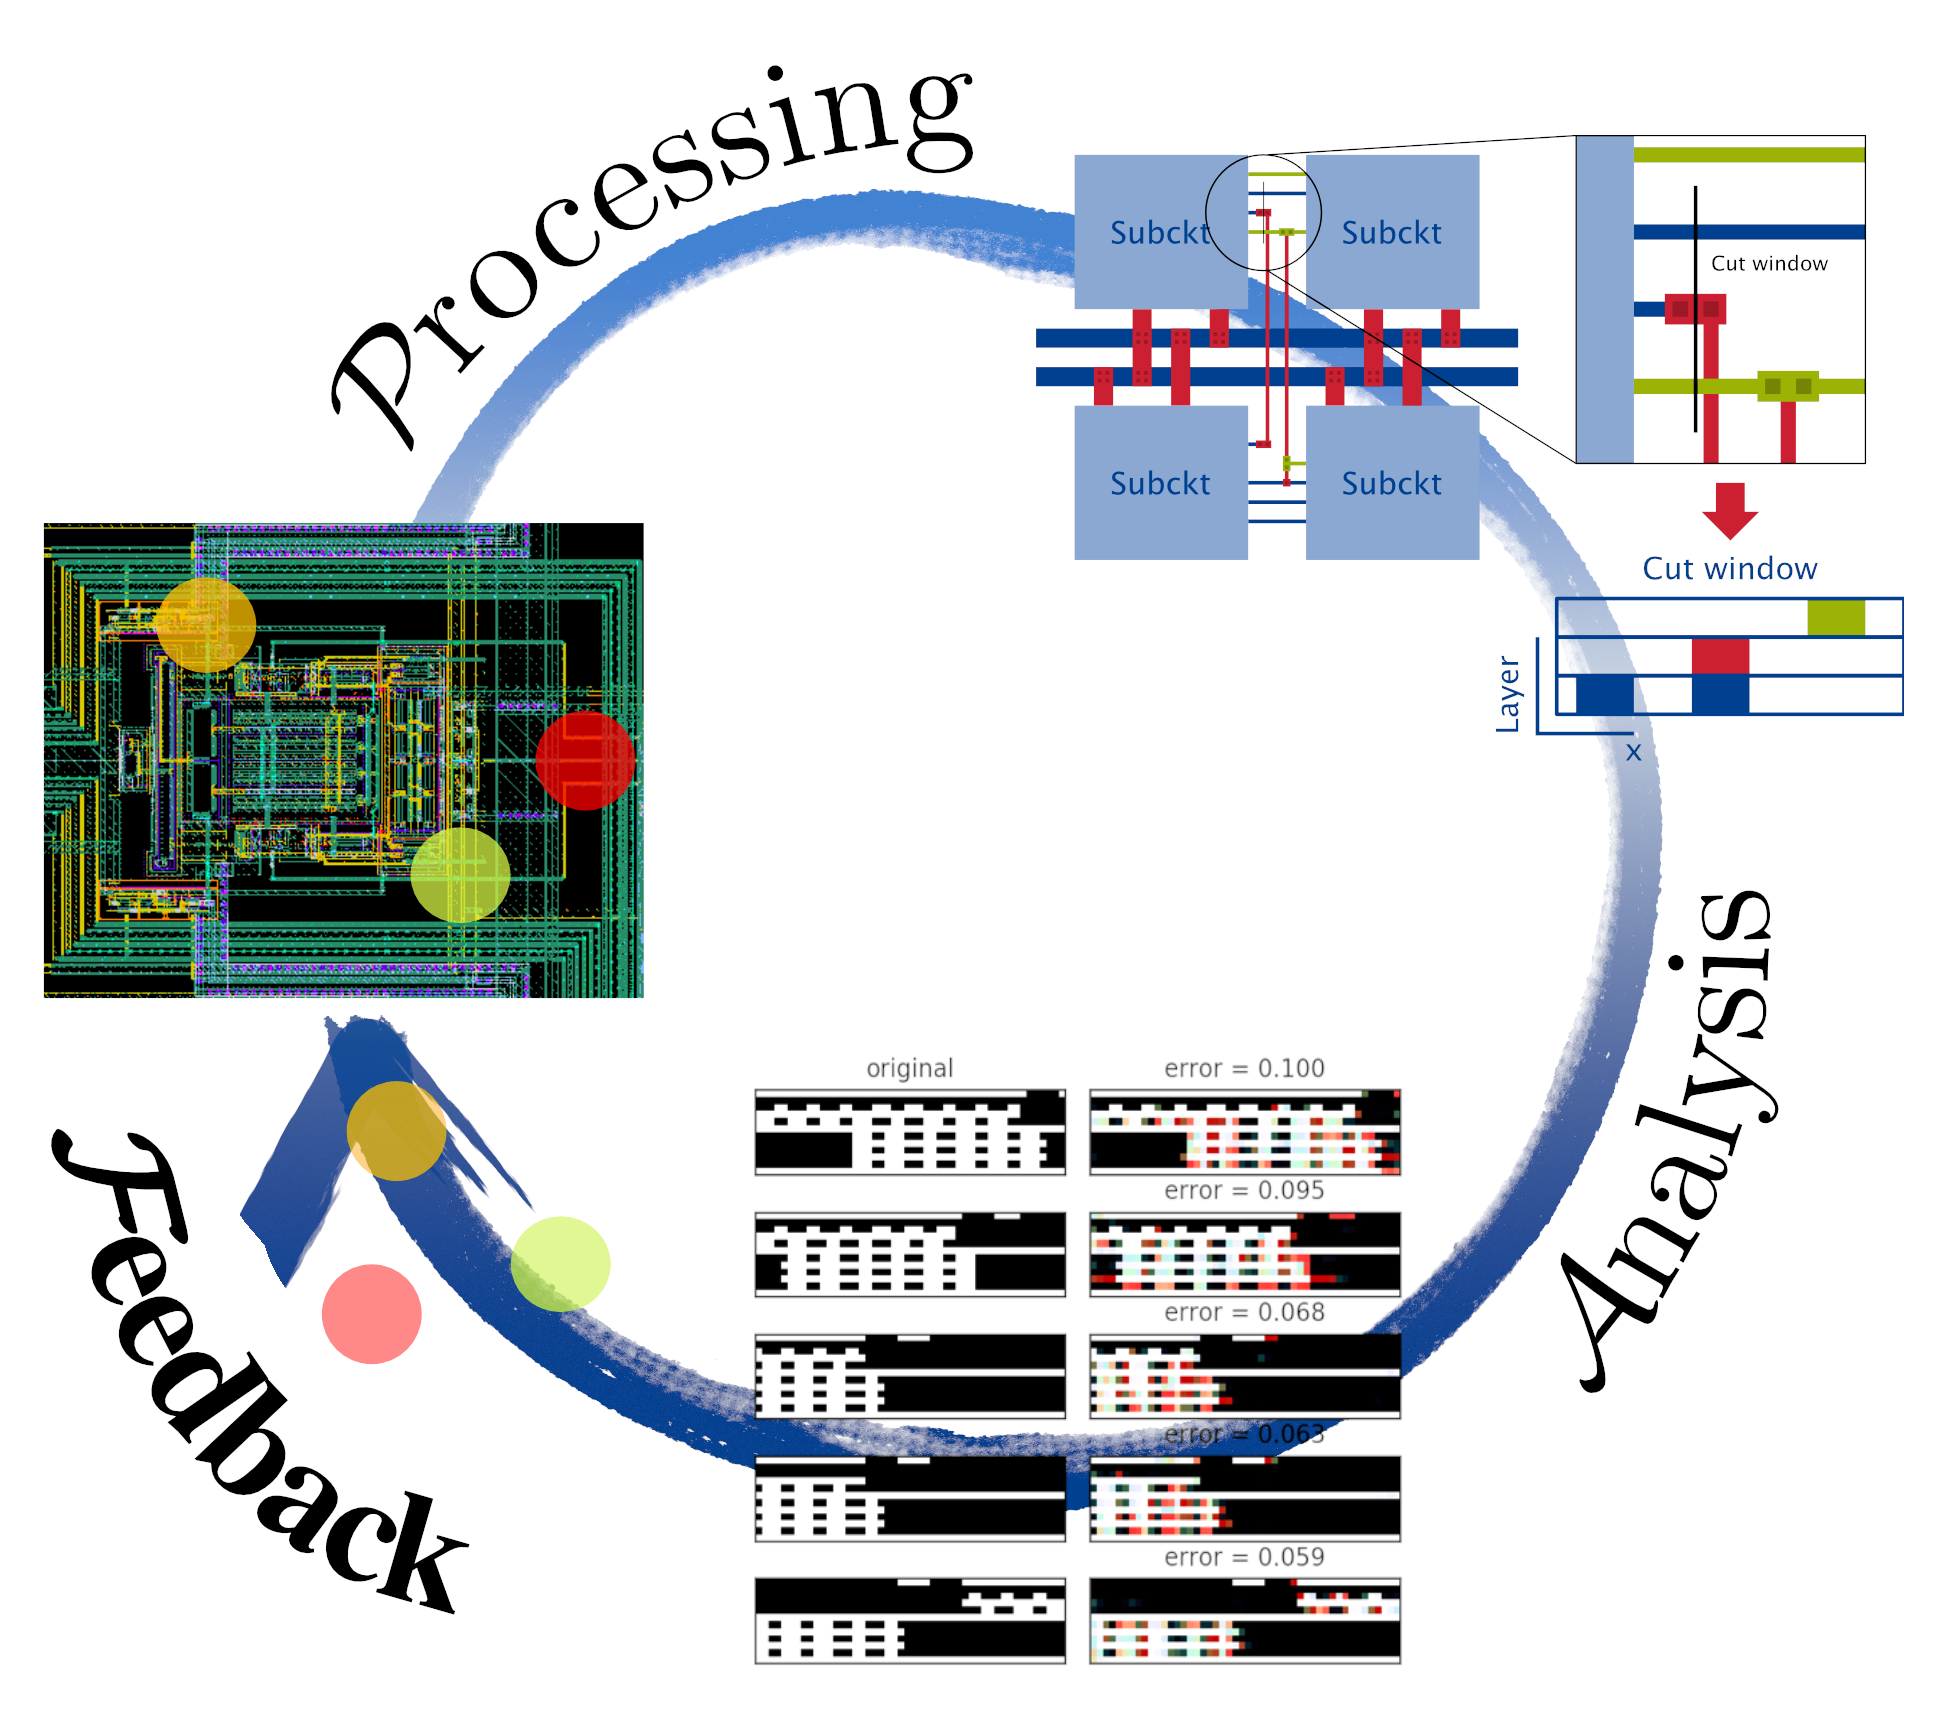 Processing
Subckt
Subckt
Cut window
Subckt
Subckt
Cut window
Layer
x
Analysis
original
error = 0.100
error = 0.095
error = 0.068
error = 0.063
error = 0.059
Feedback